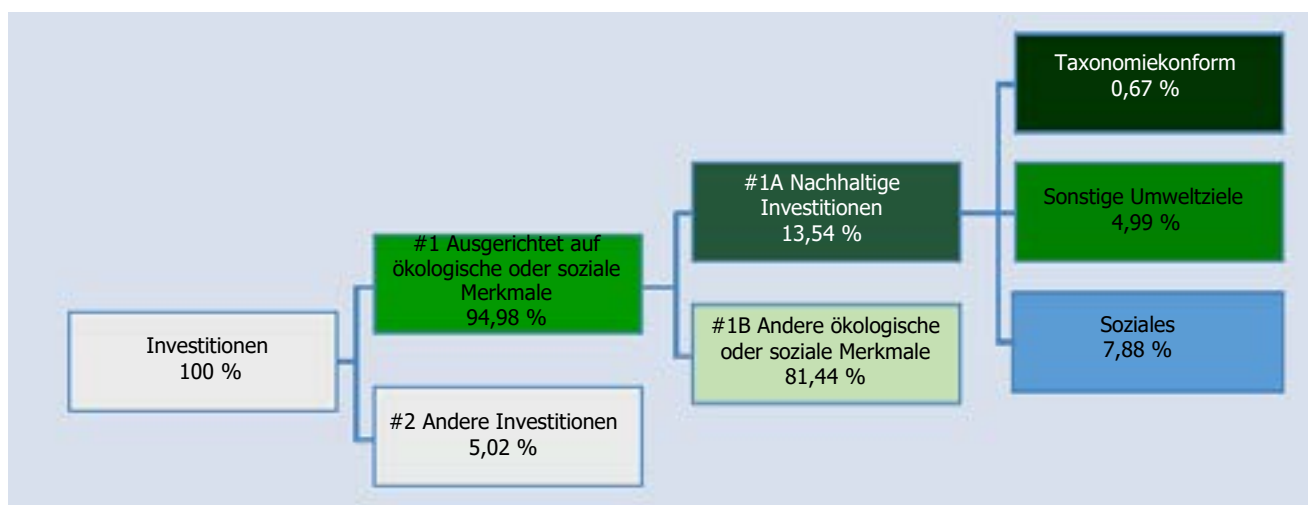 Investitionen
100 %
#1 Ausgerichtet auf
ökologische oder soziale
Merkmale
94,98 %
#2 Andere Investitionen
5,02 %
#1A Nachhaltige
Investitionen
13,54 %
#1B Andere ökologische
oder soziale Merkmale
81,44 %
Taxonomiekonform
0,67 %
Sonstige Umweltziele
4,99 %
Soziales
7,88 %